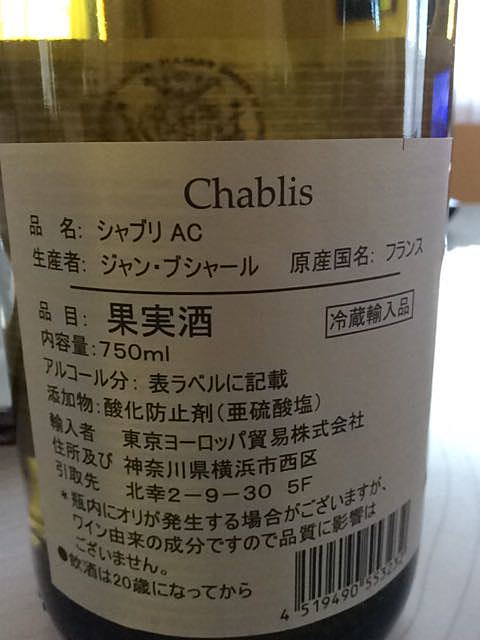 Chablis
品 名: シャブリ AC
生産者: ジャン・ブシャール 原産国名: フランス
品目: 果実酒 冷蔵輸入品
内容量:750ml
アルコール分: 表ラベルに記載
添加物:酸化防止剤(亜硫酸塩)
輸入者 東京ヨーロッパ貿易株式会社
住所及び 神奈川県横浜市西区
引取先 北幸2-9-30 5F
*瓶内にオリが発生する場合がございますが、
ワイン由来の成分ですので品質に影響は
ございません。
●飲酒は20歳になってから